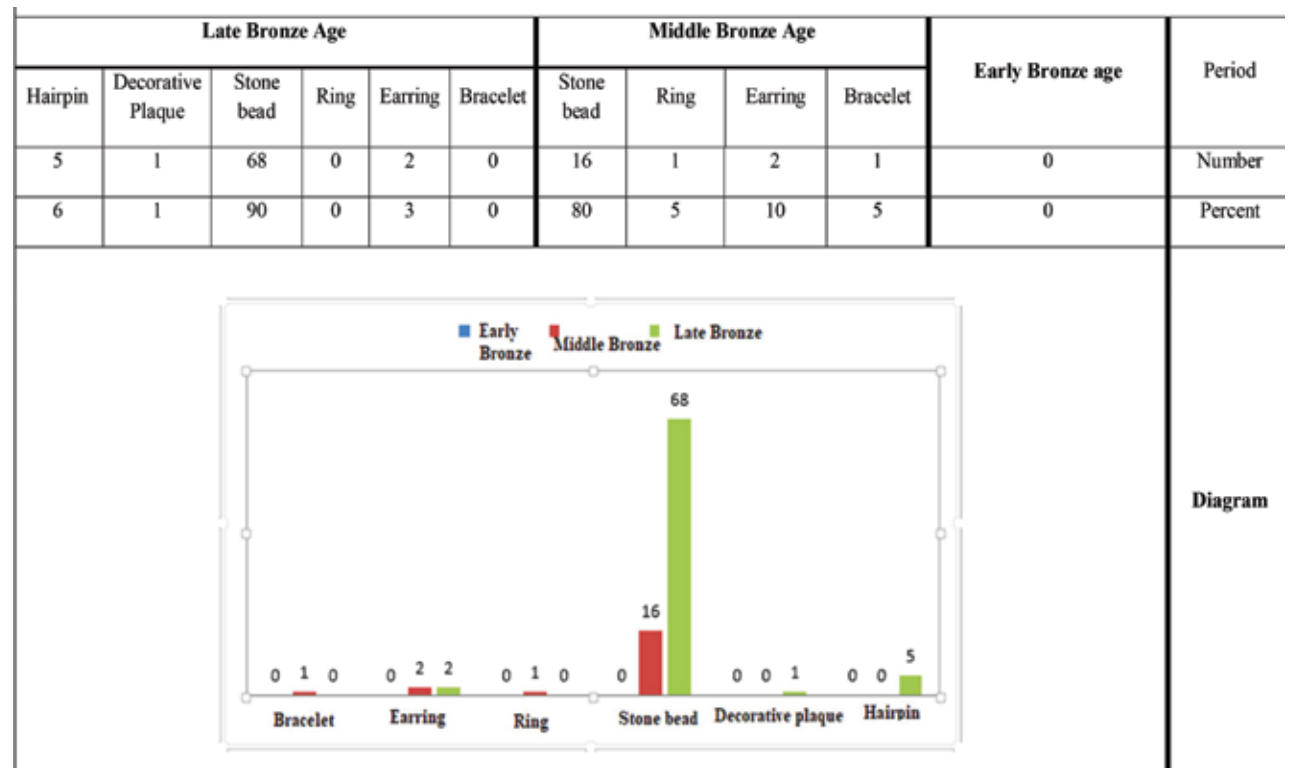 Late Bronze Age Middle Bronze Age Early Bronze age Period
Hairpin Decorative Plaque Stone bead Ring Earring Bracelet Stone bead Ring Earring Bracelet
5 1 68 0 2 0 16 1 2 1 0 Number
6 1 90 0 3 0 80 5 10 5 0 Percent
Early Bronze Middle Bronze Late Bronze
68
16
0 1 0 0 2 2 0 1 0 0 0 0 1 0 0 5
Bracelet Earring Ring Stone bead Decorative plaque Hairpin
Diagram